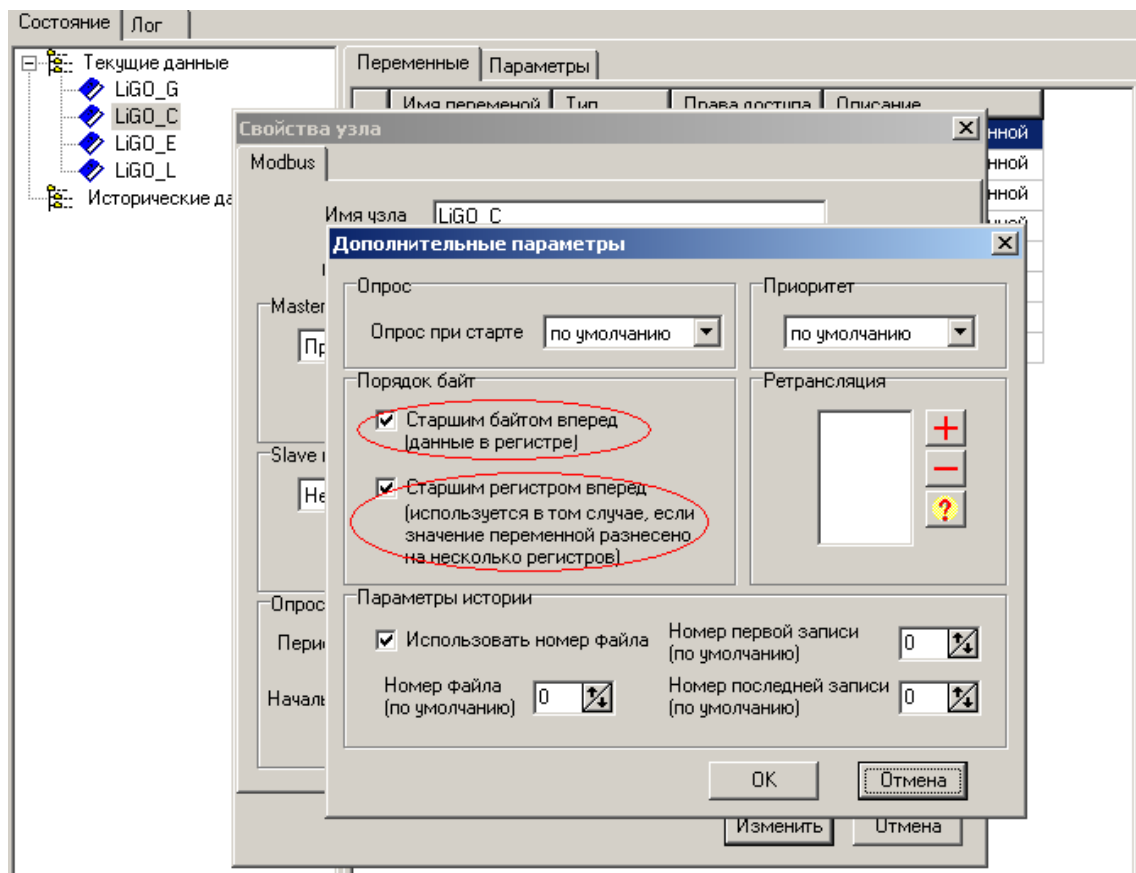 Состояние
Лог
Текущие данные
LiGO_G
LiGO_C
LiGO_E
LiGO_L
Исторические
Переменные
Параметры
Имя переменой
Тип
Права доступа
Описание
Свойства узла
Modbus
Имя узла
LiGO_C
Дополнительные параметры
Master
Опрос
Опрос при старте
по умолчанию
Приоритет
по умолчанию
Порядок байт
Старшим байтом вперед
(данные в регистре)
Старшим регистром вперед
(используется в том случае, если
значение переменной разнесено
на несколько регистров)
Ретрансляция
+
−
?
Slave
Опрос
Параметры истории
Использовать номер файла
Номер первой записи
(по умолчанию)
0
Номер файла
(по умолчанию)
0
Номер последней записи
(по умолчанию)
0
OK
Отмена
Изменить
Отмена